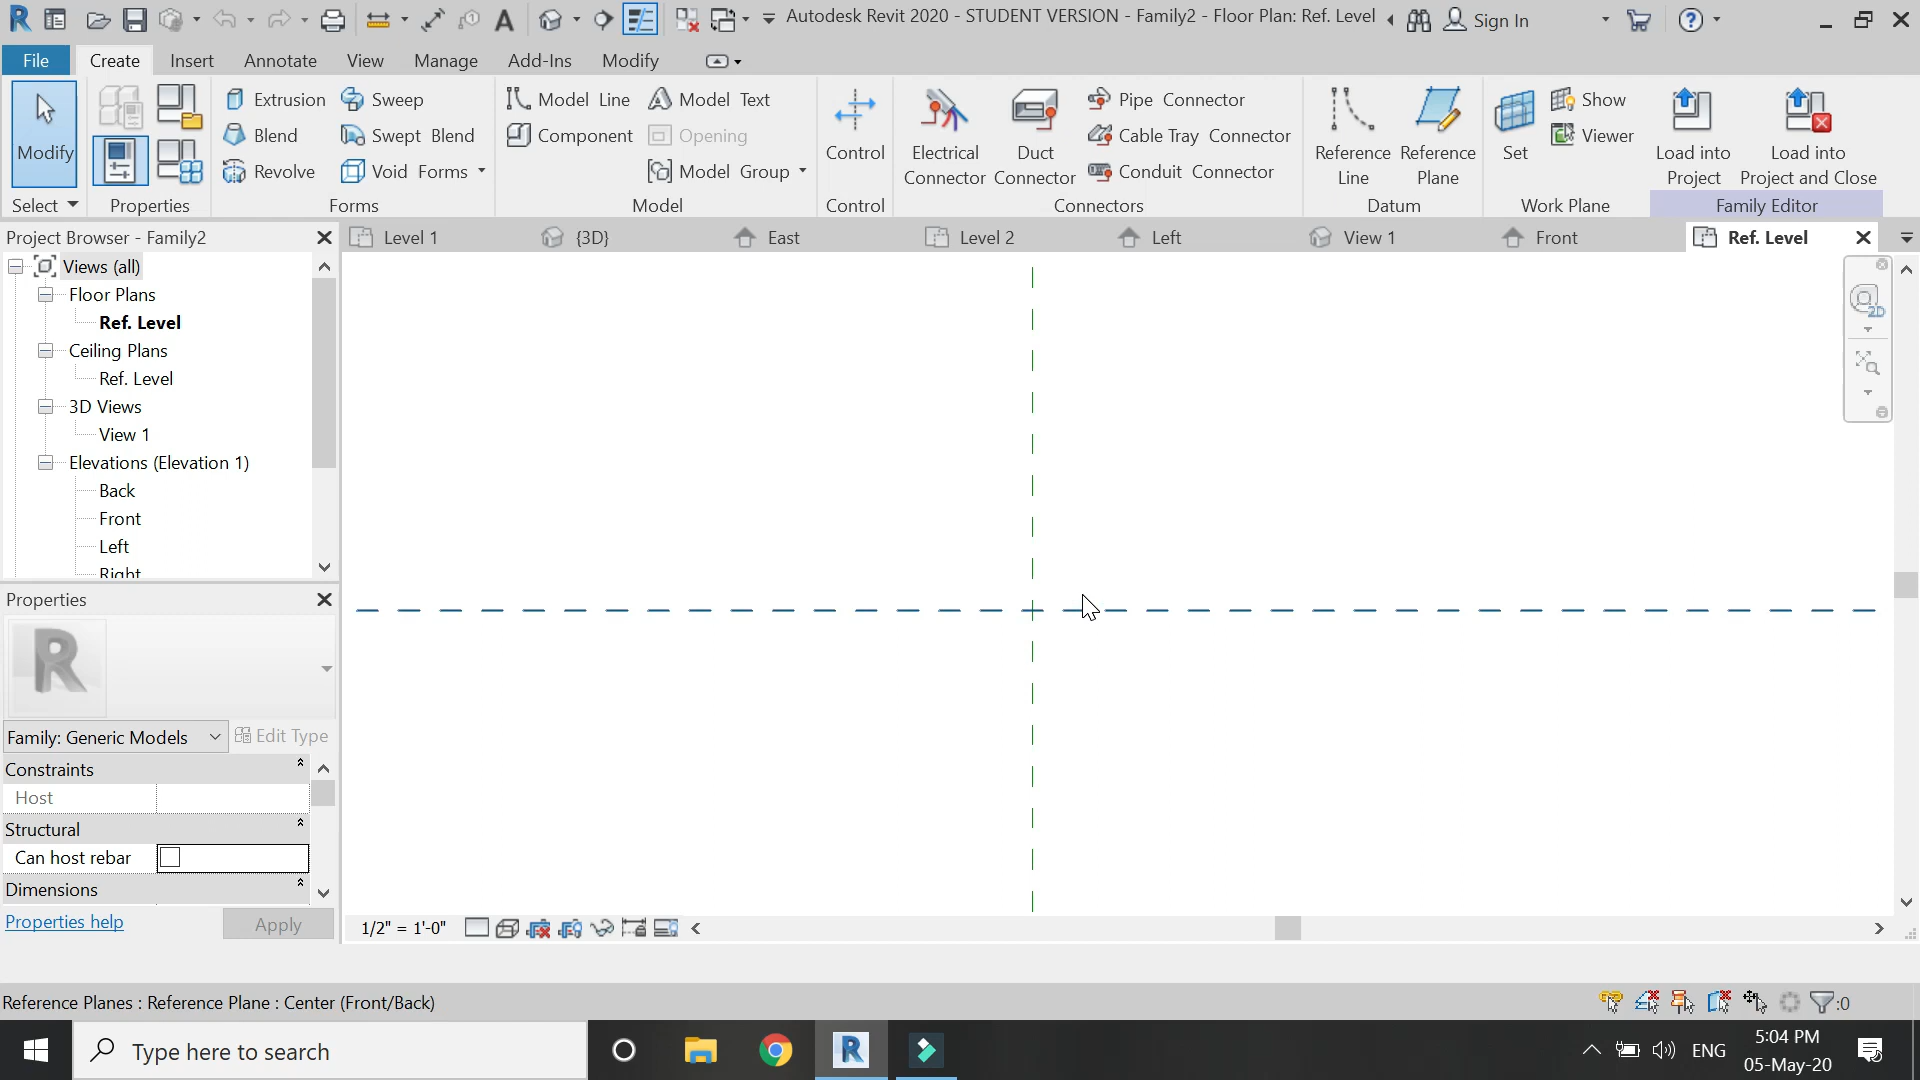 Autodesk Revit 2020 - STUDENT VERSION - Family2 - Floor Plan: Ref. Level
Sign In
File Create Insert Annotate View Manage Add-Ins Modify
Modify
Select
Properties
Extrusion Sweep
Blend Swept Blend
Revolve Void Forms
Forms
Model Line Model Text
Component Opening
Model Group
Model
Control
Control
Electrical Connector
Duct Connector
Pipe Connector
Cable Tray Connector
Conduit Connector
Connectors
Reference Line
Reference Plane
Datum
Set
Show
Viewer
Work Plane
Load into Project
Load into Project and Close
Family Editor
Project Browser - Family2
Level 1 {3D} East Level 2 Left View 1 Front Ref. Level
Views (all)
Floor Plans
Ref. Level
Ceiling Plans
Ref. Level
3D Views
View 1
Elevations (Elevation 1)
Back
Front
Left
Right
2D
Properties
Family: Generic Models Edit Type
Constraints
Host
Structural
Can host rebar
Dimensions
Properties help Apply
1/2" = 1'-0"
Reference Planes : Reference Plane : Center (Front/Back)
:0
Type here to search
ENG
5:04 PM
05-May-20